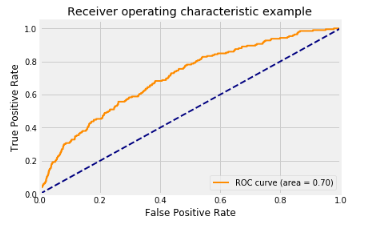 Receiver operating characteristic example
1.0
0.8
0.6
0.4
0.2
0.0
True Positive Rate
ROC curve (area = 0.70)
0.0 0.2 0.4 0.6 0.8 1.0
False Positive Rate